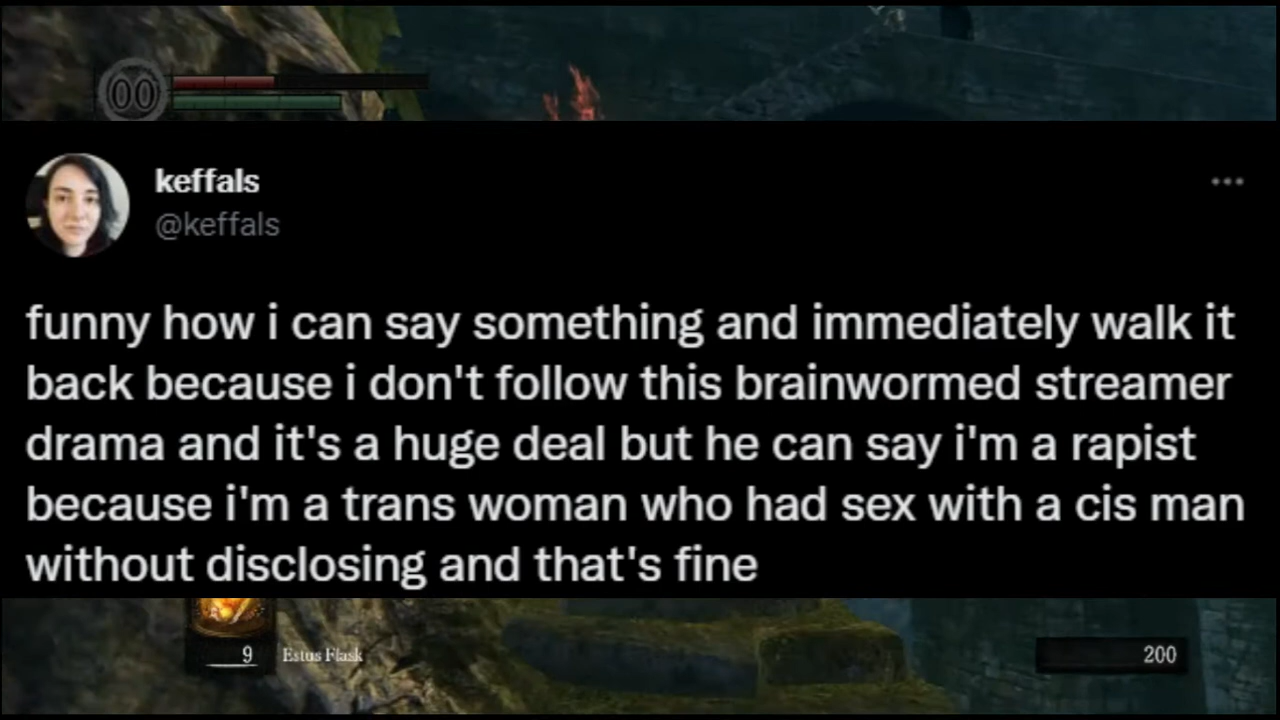 00
keffals
@keffals
funny how i can say something and immediately walk it
back because i don't follow this brainwormed streamer
drama and it's a huge deal but he can say i'm a rapist
because i'm a trans woman who had sex with a cis man
without disclosing and that's fine
9
Estus Flask
200